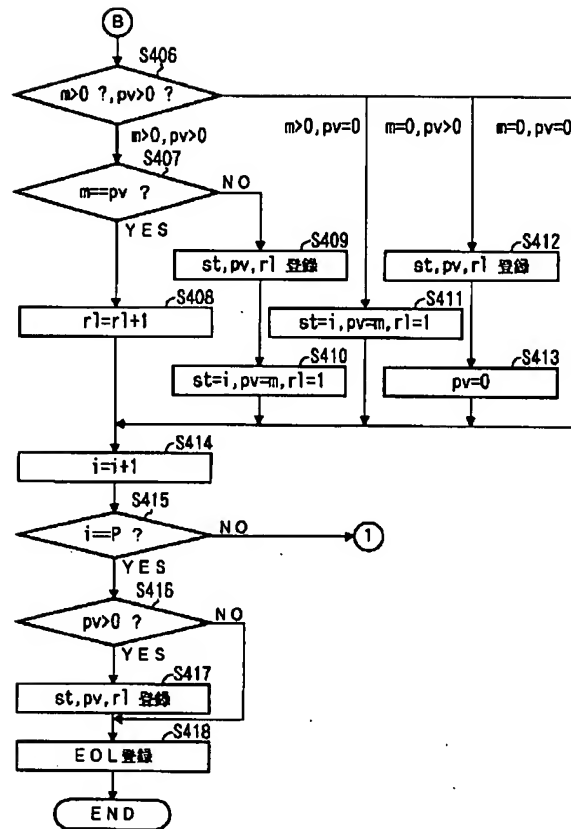 B
S406
m>0 ?,pv>0 ?
m>0,pv>0
m>0,pv=0
m=0,pv>0
m=0,pv=0
S407
m==pv ?
NO
YES
S409
st,pv,rl 登録
S412
st,pv,rl 登録
S408
rl=rl+1
S411
st=i,pv=m,rl=1
S410
st=i,pv=m,rl=1
S413
pv=0
S414
i=i+1
S415
i==P ?
NO
1
YES
S416
pv>0 ?
NO
YES
S417
st,pv,rl 登録
S418
EOL登録
END